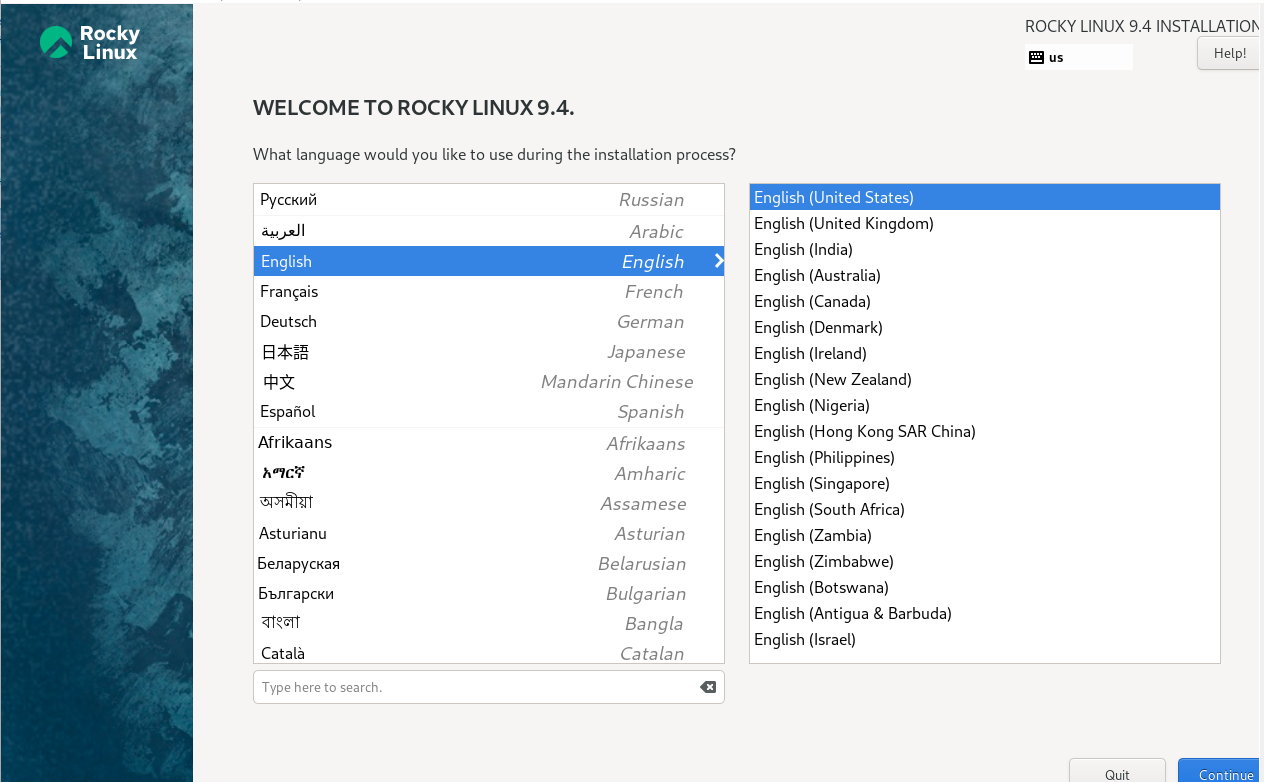 Rocky
Linux
ROCKY LINUX 9.4 INSTALLATION
us
Help!
WELCOME TO ROCKY LINUX 9.4.
What language would you like to use during the installation process?
Русский Russian
العربية Arabic
English English
Français French
Deutsch German
日本語 Japanese
中文 Mandarin Chinese
Español Spanish
Afrikaans Afrikaans
አማርኛ Amharic
অসমীয়া Assamese
Asturianu Asturian
Беларуская Belarusian
Български Bulgarian
বাংলা Bangla
Català Catalan
Type here to search.
English (United States)
English (United Kingdom)
English (India)
English (Australia)
English (Canada)
English (Denmark)
English (Ireland)
English (New Zealand)
English (Nigeria)
English (Hong Kong SAR China)
English (Philippines)
English (Singapore)
English (South Africa)
English (Zambia)
English (Zimbabwe)
English (Botswana)
English (Antigua & Barbuda)
English (Israel)
Quit
Continue